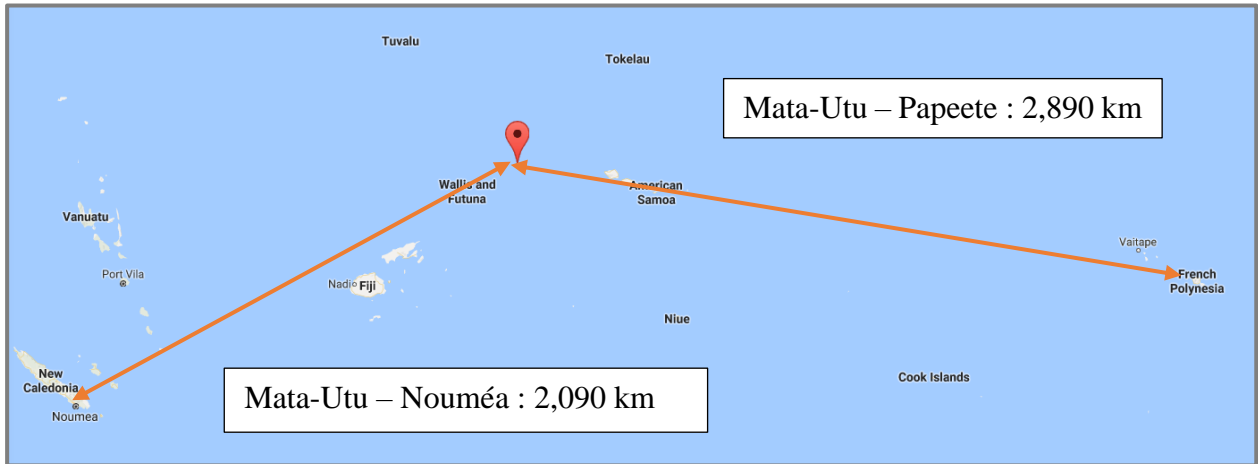 Tuvalu
Tokelau
Mata-Utu – Papeete : 2,890 km
Wallis and
Futuna
American
Samoa
Vanuatu
Vaitape
Port Vila
Nadi
Fiji
French
Polynesia
Niue
New
Caledonia
Noumea
Mata-Utu – Nouméa : 2,090 km
Cook Islands